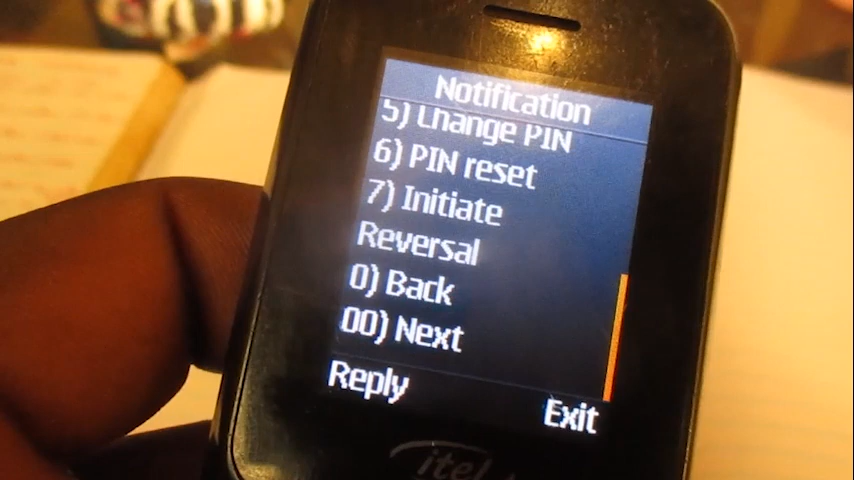 Notification
5) Change PIN
6) PIN reset
7) Initiate
Reversal
0) Back
00) Next
Reply
Exit
itel